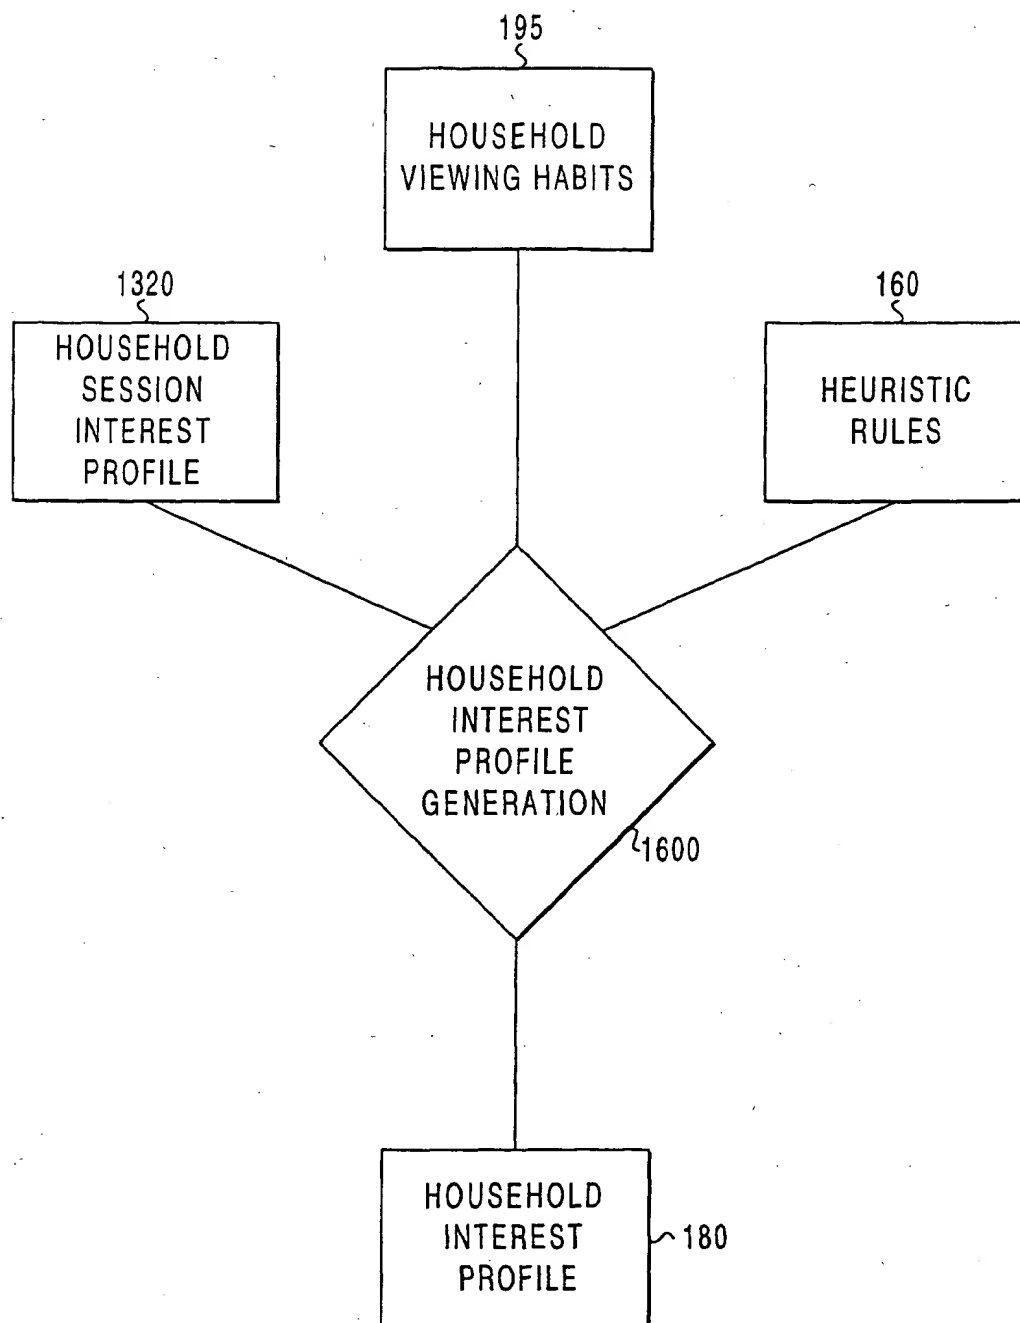 195
HOUSEHOLD
VIEWING HABITS
1320
HOUSEHOLD
SESSION
INTEREST
PROFILE
160
HEURISTIC
RULES
HOUSEHOLD
INTEREST
PROFILE
GENERATION
1600
HOUSEHOLD
INTEREST
PROFILE
180